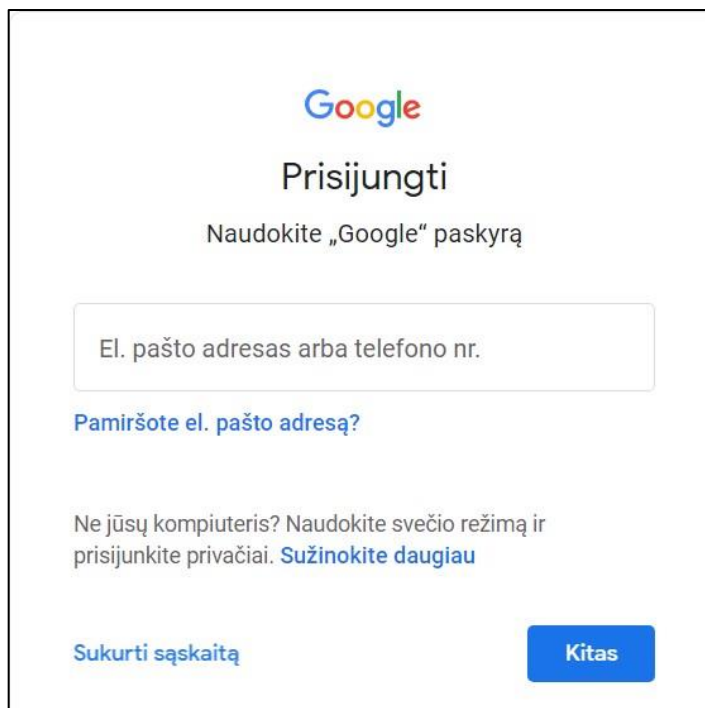 Google
Prisijungti
Naudokite „Google“ paskyrą
El. pašto adresas arba telefono nr.
Pamiršote el. pašto adresą?
Ne jūsų kompiuteris? Naudokite svečio režimą ir
prisijunkite privačiai. Sužinokite daugiau
Sukurti sąskaitą
Kitas